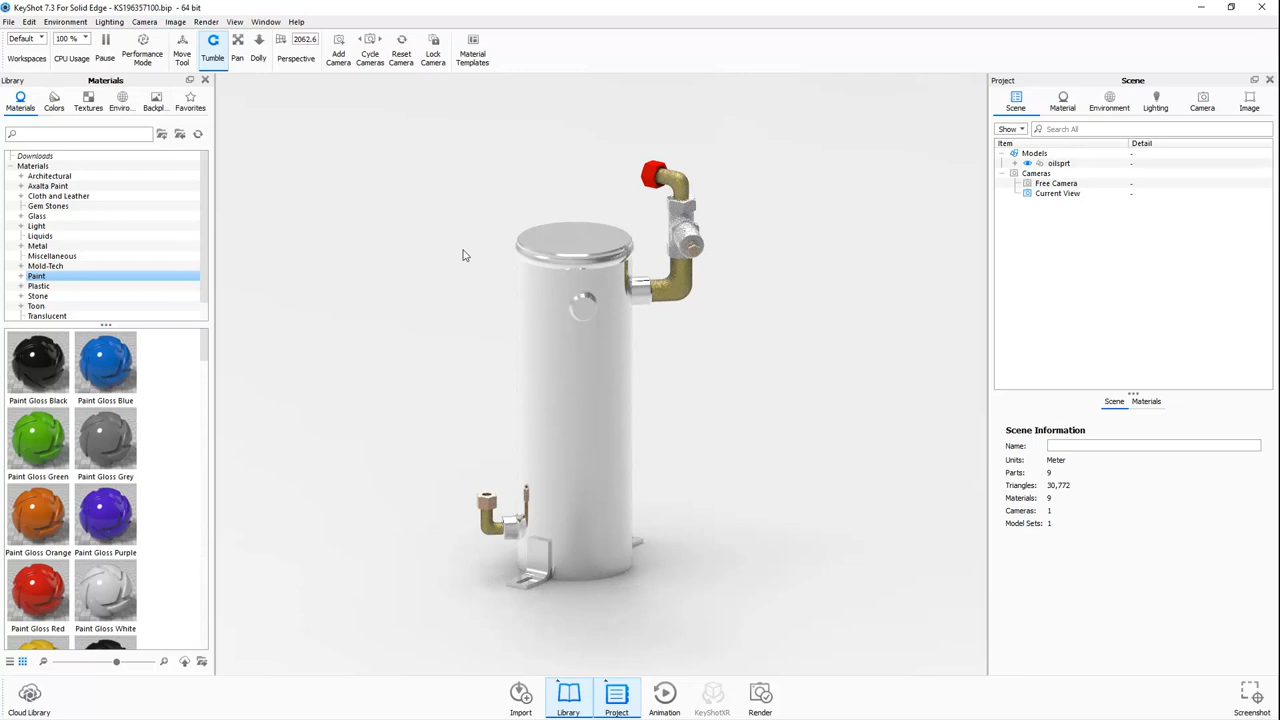 KeyShot 7.3 For Solid Edge - KS196357100.bip - 64 bit
File Edit Environment Lighting Camera Image Render View Window Help
Default 100 % 2062.6
Workspaces CPU Usage Pause Performance Mode Move Tool Tumble Pan Dolly Perspective Add Camera Cycle Cameras Reset Camera Lock Camera Material Templates
Library Materials
Materials Colors Textures Enviro... Backpl... Favorites
Downloads
Materials
Architectural
Axalta Paint
Cloth and Leather
Gem Stones
Glass
Light
Liquids
Metal
Miscellaneous
Mold-Tech
Paint
Plastic
Stone
Toon
Translucent
Paint Gloss Black Paint Gloss Blue
Paint Gloss Green Paint Gloss Grey
Paint Gloss Orange Paint Gloss Purple
Paint Gloss Red Paint Gloss White
Project Scene
Scene Material Environment Lighting Camera Image
Show Search All
Item Detail
Models -
oilsprt -
Cameras
Free Camera -
Current View -
Scene Materials
Scene Information
Name:
Units: Meter
Parts: 9
Triangles: 30,772
Materials: 9
Cameras: 1
Model Sets: 1
Cloud Library Import Library Project Animation KeyShotXR Render Screenshot